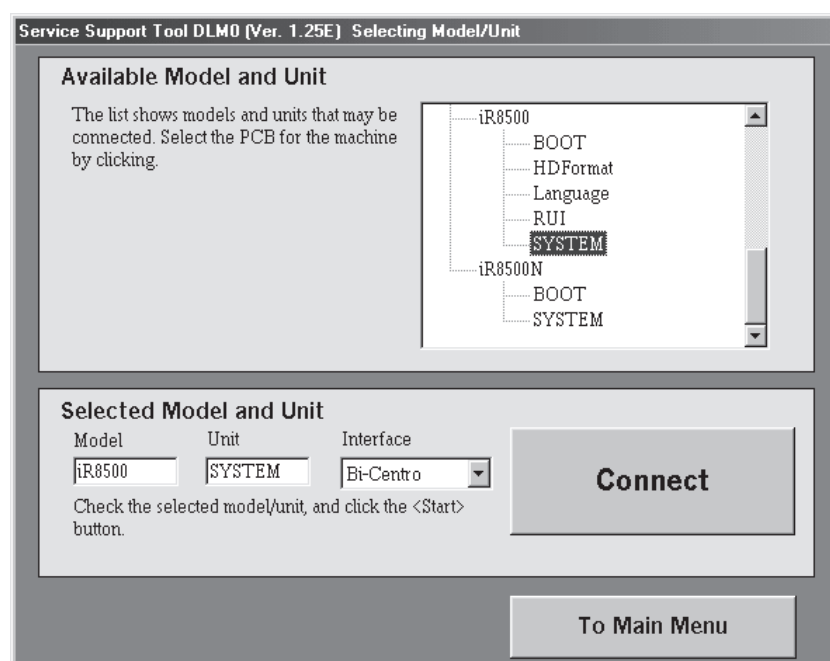 Service Support Tool DLM0 (Ver. 1.25E) Selecting Model/Unit
Available Model and Unit
The list shows models and units that may be
connected. Select the PCB for the machine
by clicking.
iR8500
BOOT
HDFormat
Language
RUI
SYSTEM
iR8500N
BOOT
SYSTEM
Selected Model and Unit
Model Unit Interface
iR8500 SYSTEM Bi-Centro
Check the selected model/unit, and click the <Start>
button.
Connect
To Main Menu